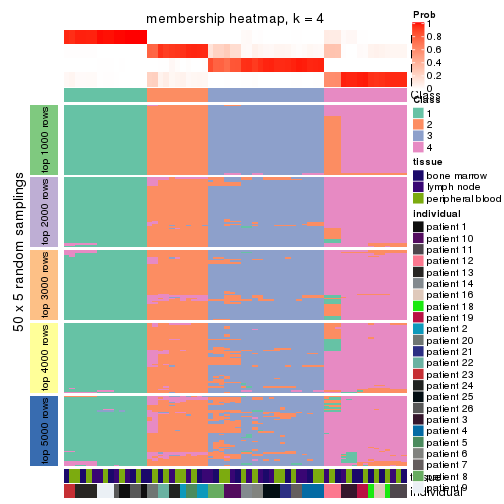 membership heatmap, k = 4
50 x 5 random samplings
top 1000 rows
top 2000 rows
top 3000 rows
top 4000 rows
top 5000 rows
Prob
1
0.8
0.6
0.4
0.2
0
Class
Class
1
2
3
4
tissue
bone marrow
lymph node
peripheral blood
individual
patient 1
patient 10
patient 11
patient 12
patient 13
patient 14
patient 16
patient 18
patient 19
patient 2
patient 20
patient 21
patient 22
patient 23
patient 24
patient 25
patient 26
patient 3
patient 4
patient 5
patient 6
patient 7
patient 8
patient 9
tissue
individual